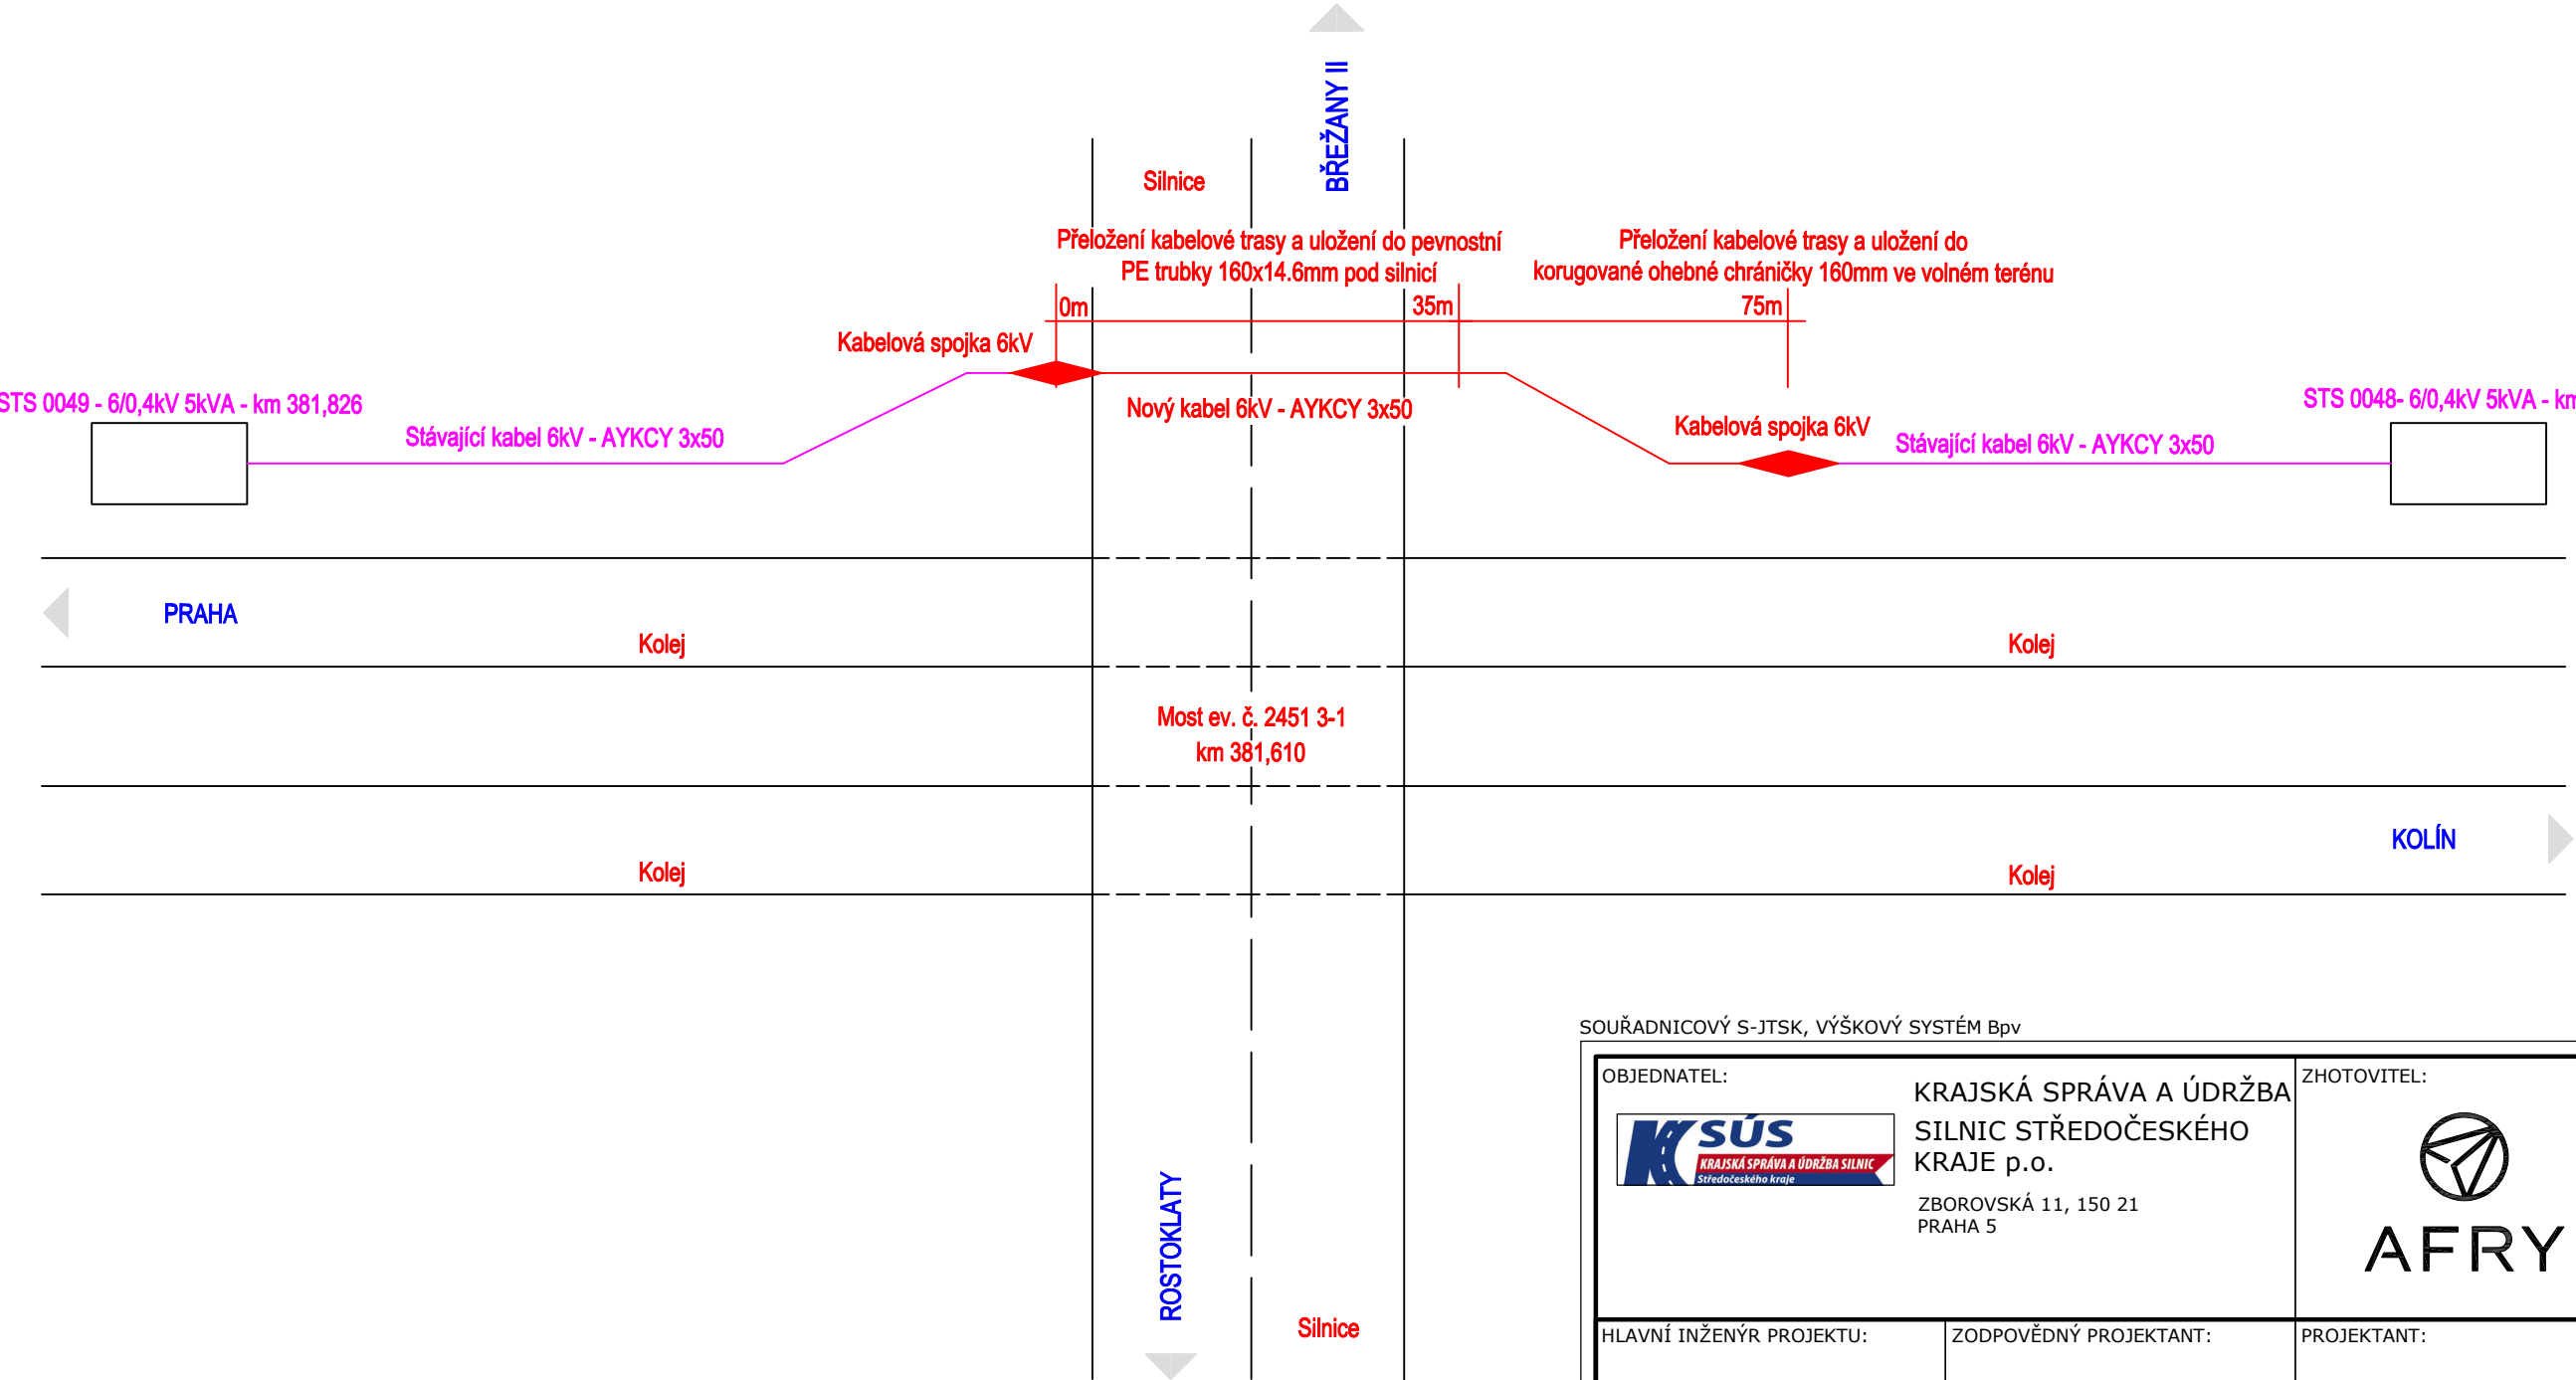 BŘEŽANY II
Silnice
Přeložení kabelové trasy a uložení do pevnostní
PE trubky 160x14.6mm pod silnicí
Přeložení kabelové trasy a uložení do
korugované ohebné chráničky 160mm ve volném terénu
0m
35m
75m
Kabelová spojka 6kV
STS 0049 - 6/0,4kV 5kVA - km 381,826
Stávající kabel 6kV - AYKCY 3x50
Nový kabel 6kV - AYKCY 3x50
Kabelová spojka 6kV
Stávající kabel 6kV - AYKCY 3x50
STS 0048- 6/0,4kV 5kVA - km
PRAHA
Kolej
Kolej
Most ev. č. 2451 3-1
km 381,610
KOLÍN
Kolej
Kolej
ROSTOKLATY
Silnice
SOUŘADNICOVÝ S-JTSK, VÝŠKOVÝ SYSTÉM Bpv
OBJEDNATEL:
KSÚS
KRAJSKÁ SPRÁVA A ÚDRŽBA SILNIC
Středočeského kraje
KRAJSKÁ SPRÁVA A ÚDRŽBA
SILNIC STŘEDOČESKÉHO
KRAJE p.o.
ZBOROVSKÁ 11, 150 21
PRAHA 5
ZHOTOVITEL:
AFRY
HLAVNÍ INŽENÝR PROJEKTU:
ZODPOVĚDNÝ PROJEKTANT:
PROJEKTANT: